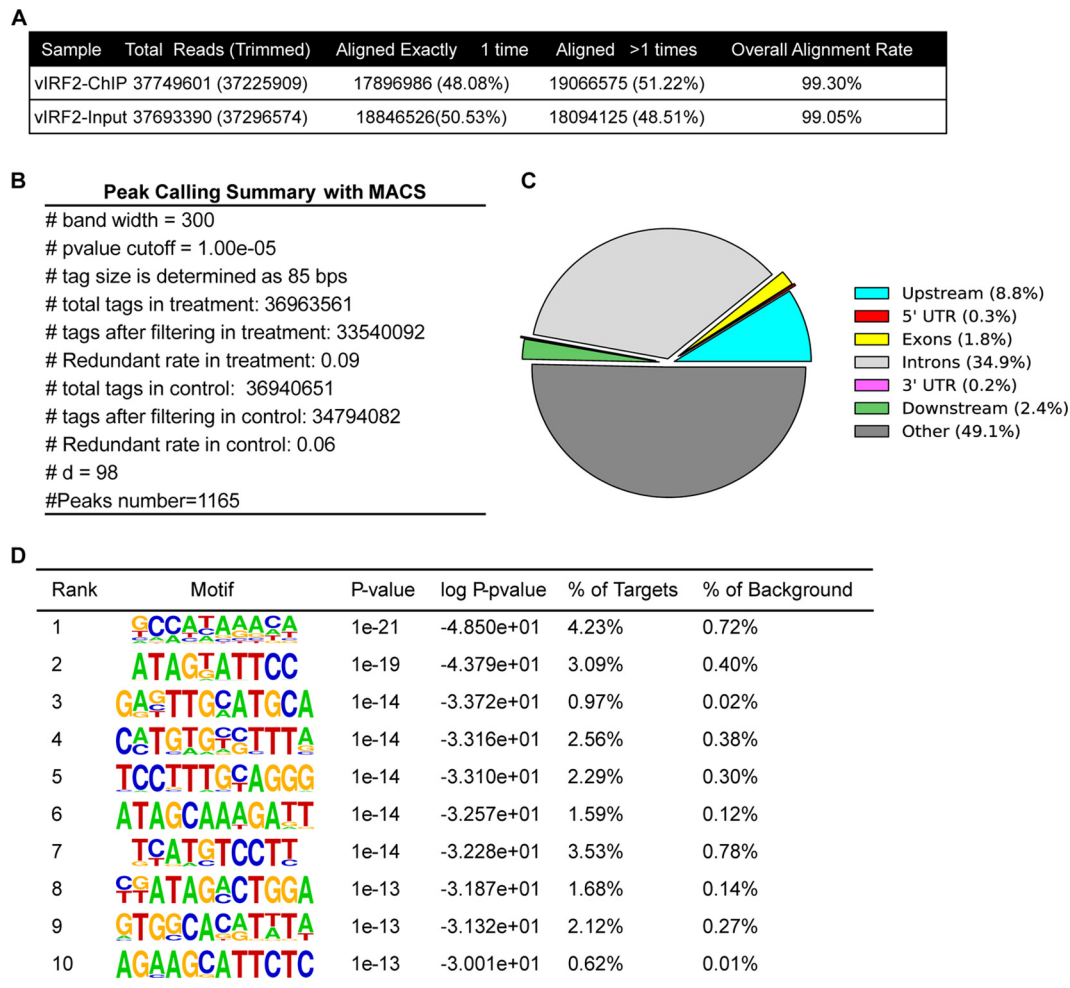 A
Sample Total Reads (Trimmed) Aligned Exactly 1 time Aligned >1 times Overall Alignment Rate
vIRF2-ChIP 37749601 (37225909) 17896986 (48.08%) 19066575 (51.22%) 99.30%
vIRF2-Input 37693390 (37296574) 18846526(50.53%) 18094125 (48.51%) 99.05%
B
Peak Calling Summary with MACS
# band width = 300
# pvalue cutoff = 1.00e-05
# tag size is determined as 85 bps
# total tags in treatment: 36963561
# tags after filtering in treatment: 33540092
# Redundant rate in treatment: 0.09
# total tags in control: 36940651
# tags after filtering in control: 34794082
# Redundant rate in control: 0.06
# d = 98
#Peaks number=1165
C
Upstream (8.8%)
5' UTR (0.3%)
Exons (1.8%)
Introns (34.9%)
3' UTR (0.2%)
Downstream (2.4%)
Other (49.1%)
D
Rank Motif P-value log P-pvalue % of Targets % of Background
1 GCCATAAACA 1e-21 -4.850e+01 4.23% 0.72%
2 ATAGTATTCC 1e-19 -4.379e+01 3.09% 0.40%
3 GAGTTGCATGCA 1e-14 -3.372e+01 0.97% 0.02%
4 CATGTGCCTTTA 1e-14 -3.316e+01 2.56% 0.38%
5 TCCTTTGCAGGG 1e-14 -3.310e+01 2.29% 0.30%
6 ATAGCAAAGATT 1e-14 -3.257e+01 1.59% 0.12%
7 TCATGTCCTT 1e-14 -3.228e+01 3.53% 0.78%
8 CGATAGACTGGA 1e-13 -3.187e+01 1.68% 0.14%
9 GTGGCACATTTA 1e-13 -3.132e+01 2.12% 0.27%
10 AGAAGCATTCTC 1e-13 -3.001e+01 0.62% 0.01%